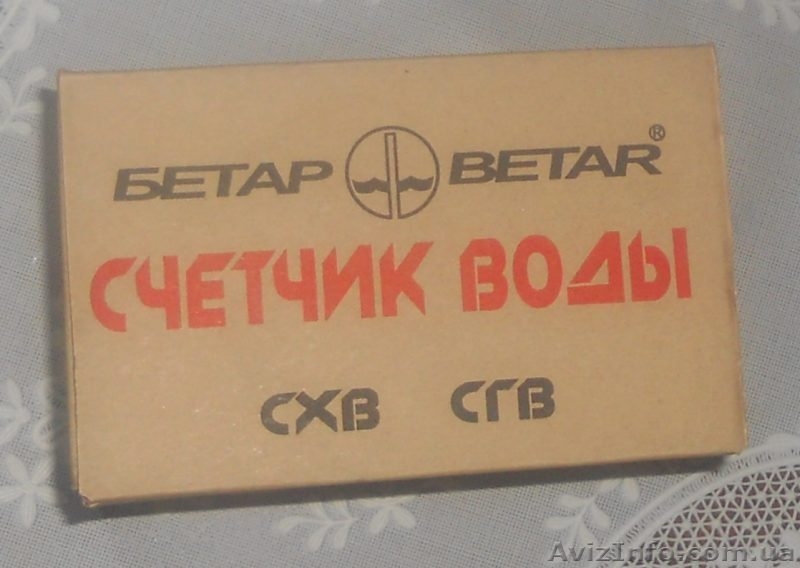 БЕТАР BETAR®
СЧЕТЧИК ВОДЫ
СХВ СГВ
AvizInfo.com.ua